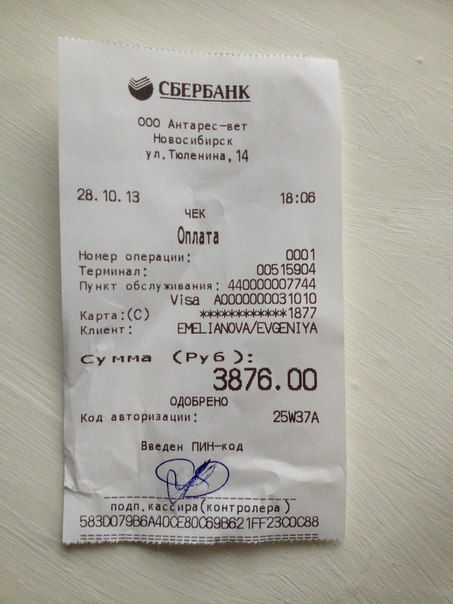 СБЕРБАНК
ООО Антарес-вет
Новосибирск
ул.Тюленина,14
28.10.13 18:06
ЧЕК
Оплата
Номер операции: 0001
Терминал: 00515904
Пункт обслуживания: 440000007744
Visa A0000000031010
Карта:(C) ************1877
Клиент: EMELIANOVA/EVGENIYA
Сумма (Руб):
3876.00
ОДОБРЕНО
Код авторизации: 25W37A
Введен ПИН-код
подп.кассира(контролера)
583D079B6A40CE80C69B621FF23C0C88